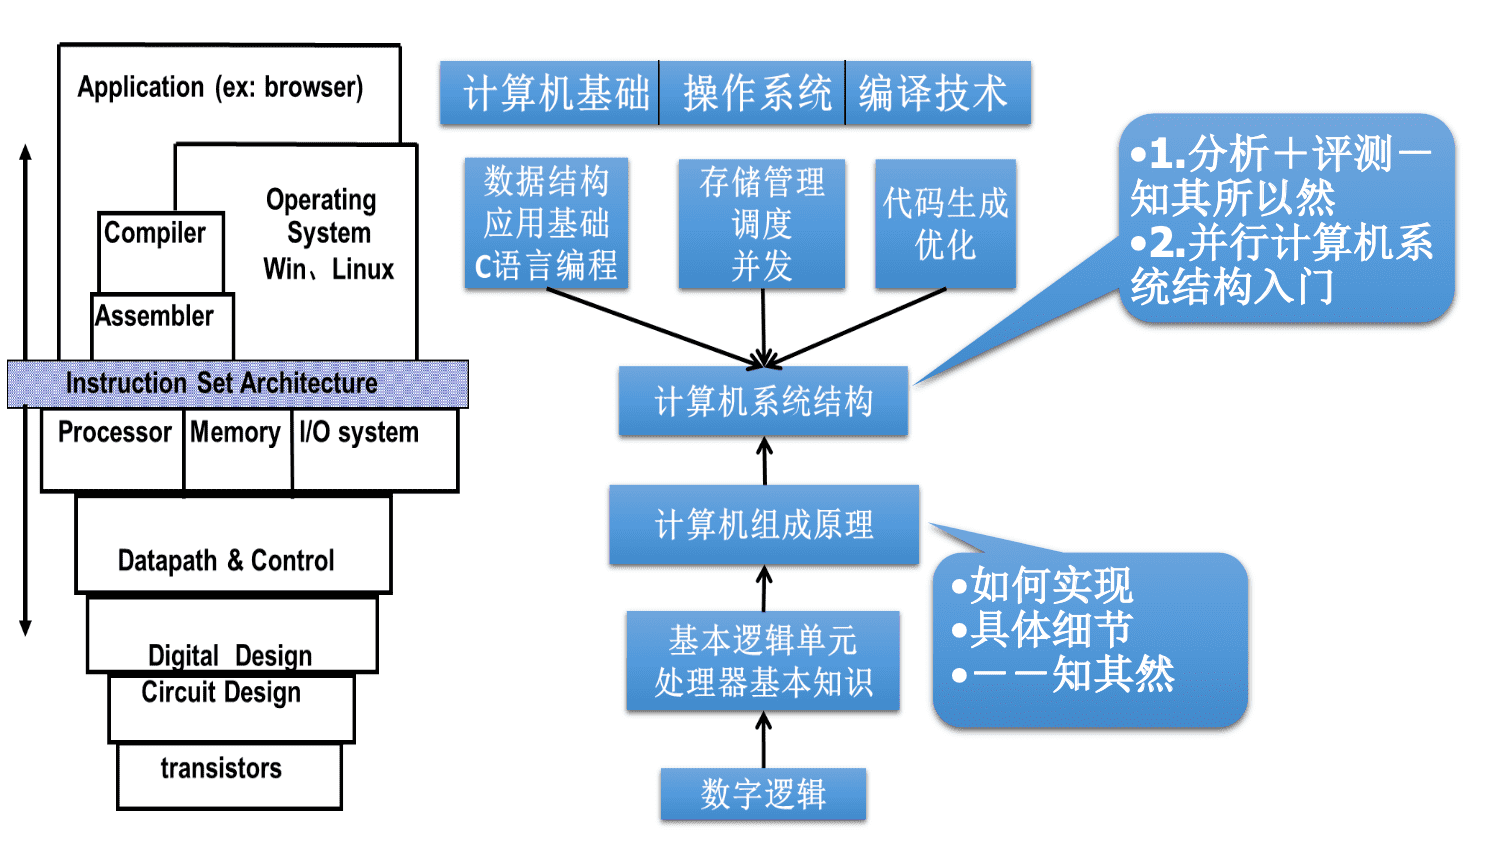 Application (ex: browser)
Operating
System
Win、Linux
Compiler
Assembler
Instruction Set Architecture
Processor
Memory
I/O system
Datapath & Control
Digital Design
Circuit Design
transistors
计算机基础
操作系统
编译技术
数据结构
应用基础
C语言编程
存储管理
调度
并发
代码生成
优化
计算机系统结构
计算机组成原理
基本逻辑单元
处理器基本知识
数字逻辑
•1.分析＋评测－
知其所以然
•2.并行计算机系
统结构入门
•如何实现
•具体细节
•－－知其然